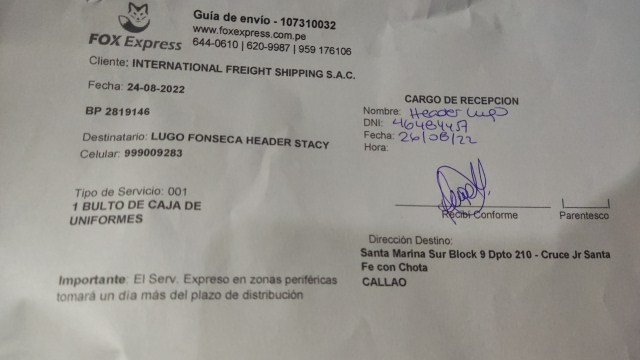 FOX Express
Guía de envío - 107310032
www.foxexpress.com.pe
644-0610 | 620-9987 | 959 176106
Cliente: INTERNATIONAL FREIGHT SHIPPING S.A.C.
Fecha: 24-08-2022
BP 2819146
Destinatario: LUGO FONSECA HEADER STACY
Celular: 999009283
Tipo de Servicio: 001
1 BULTO DE CAJA DE
UNIFORMES
Importante: El Serv. Expreso en zonas periféricas
tomará un día más del plazo de distribución
CARGO DE RECEPCION
Nombre: Header Lugo
DNI: 46484457
Fecha: 26/08/22
Hora:
Recibí Conforme
Parentesco
Dirección Destino:
Santa Marina Sur Block 9 Dpto 210 - Cruce Jr Santa
Fe con Chota
CALLAO